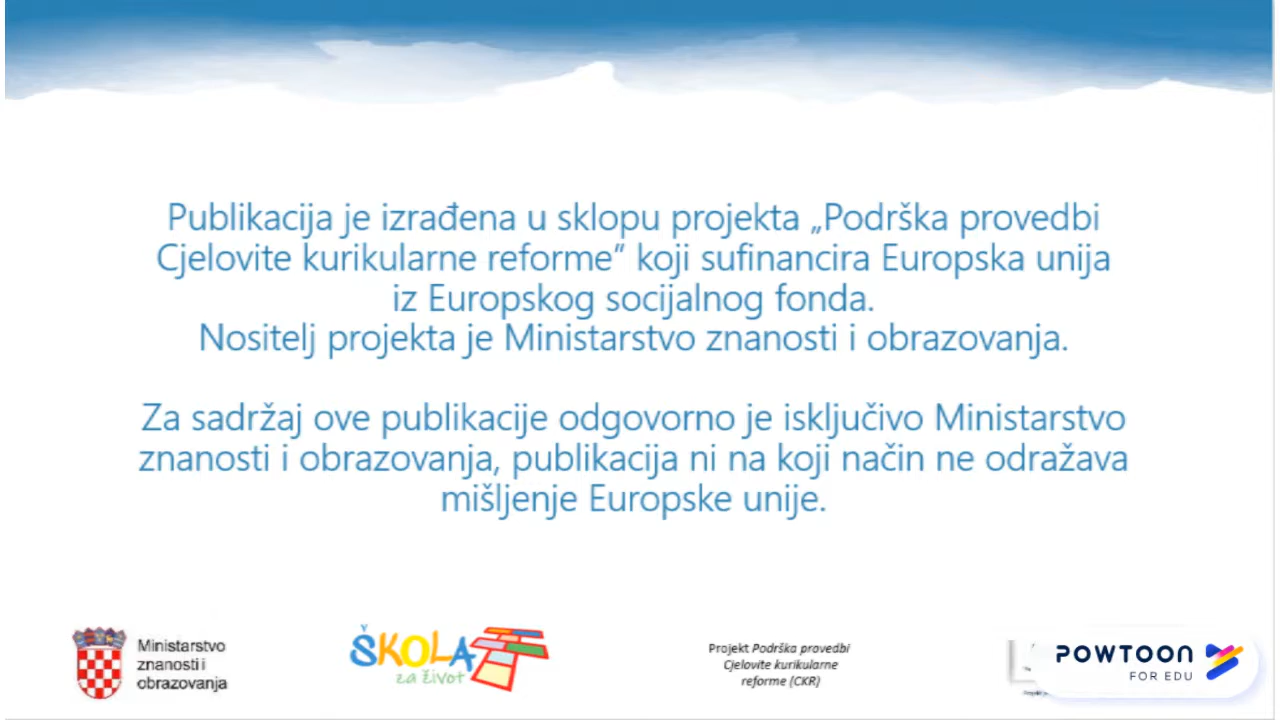 Publikacija je izrađena u sklopu projekta „Podrška provedbi
Cjelovite kurikularne reforme” koji sufinancira Europska unija
iz Europskog socijalnog fonda.
Nositelj projekta je Ministarstvo znanosti i obrazovanja.
Za sadržaj ove publikacije odgovorno je isključivo Ministarstvo
znanosti i obrazovanja, publikacija ni na koji način ne odražava
mišljenje Europske unije.
Ministarstvo
znanosti i
obrazovanja
ŠKOLA
za život
Projekt Podrška provedbi
Cjelovite kurikularne
reforme (CKR)
POWTOON
FOR EDU